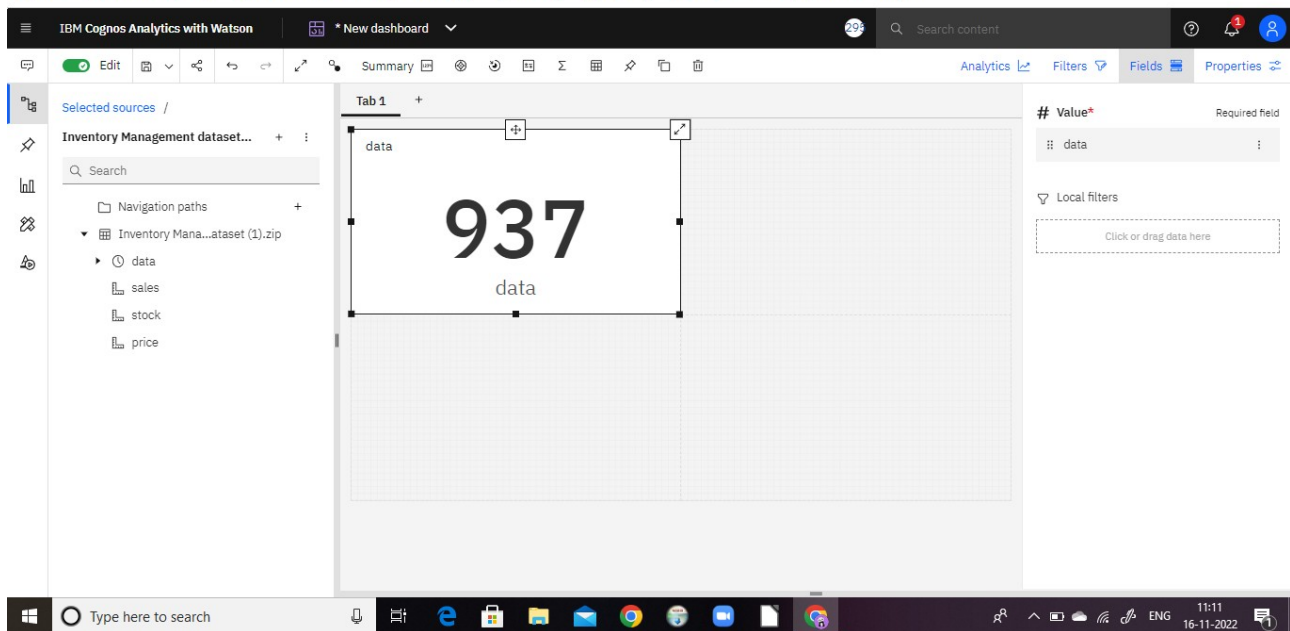 IBM Cognos Analytics with Watson
* New dashboard
295
Search content
1
Edit
Summary
Analytics
Filters
Fields
Properties
Selected sources /
Inventory Management dataset...
Search
Navigation paths
Inventory Mana...ataset (1).zip
data
sales
stock
price
Tab 1
data
937
data
# Value*
Required field
data
Local filters
Click or drag data here
Type here to search
ENG
11:11
16-11-2022
1